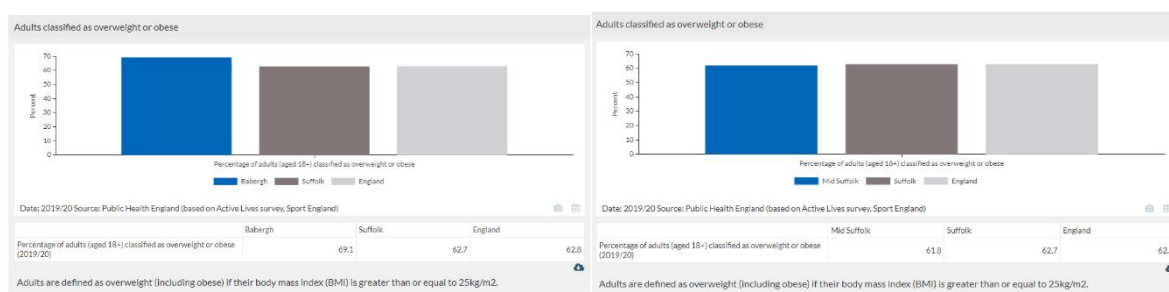 Adults classified as overweight or obese
70
60
50
40
30
20
10
0
Percent
Percentage of adults (aged 18+) classified as overweight or obese
Babergh Suffolk England
Date: 2019/20 Source: Public Health England (based on Active Lives survey, Sport England)
Babergh Suffolk England
Percentage of adults (aged 18+) classified as overweight or obese
(2019/20) 69.1 62.7 62.8
Adults are defined as overweight (including obese) if their body mass index (BMI) is greater than or equal to 25kg/m2.
Adults classified as overweight or obese
70
60
50
40
30
20
10
0
Percent
Percentage of adults (aged 18+) classified as overweight or obese
Mid Suffolk Suffolk England
Date: 2019/20 Source: Public Health England (based on Active Lives survey, Sport England)
Mid Suffolk Suffolk England
Percentage of adults (aged 18+) classified as overweight or obese
(2019/20) 61.8 62.7
Adults are defined as overweight (including obese) if their body mass index (BMI) is greater than or equal to 25kg/m2.